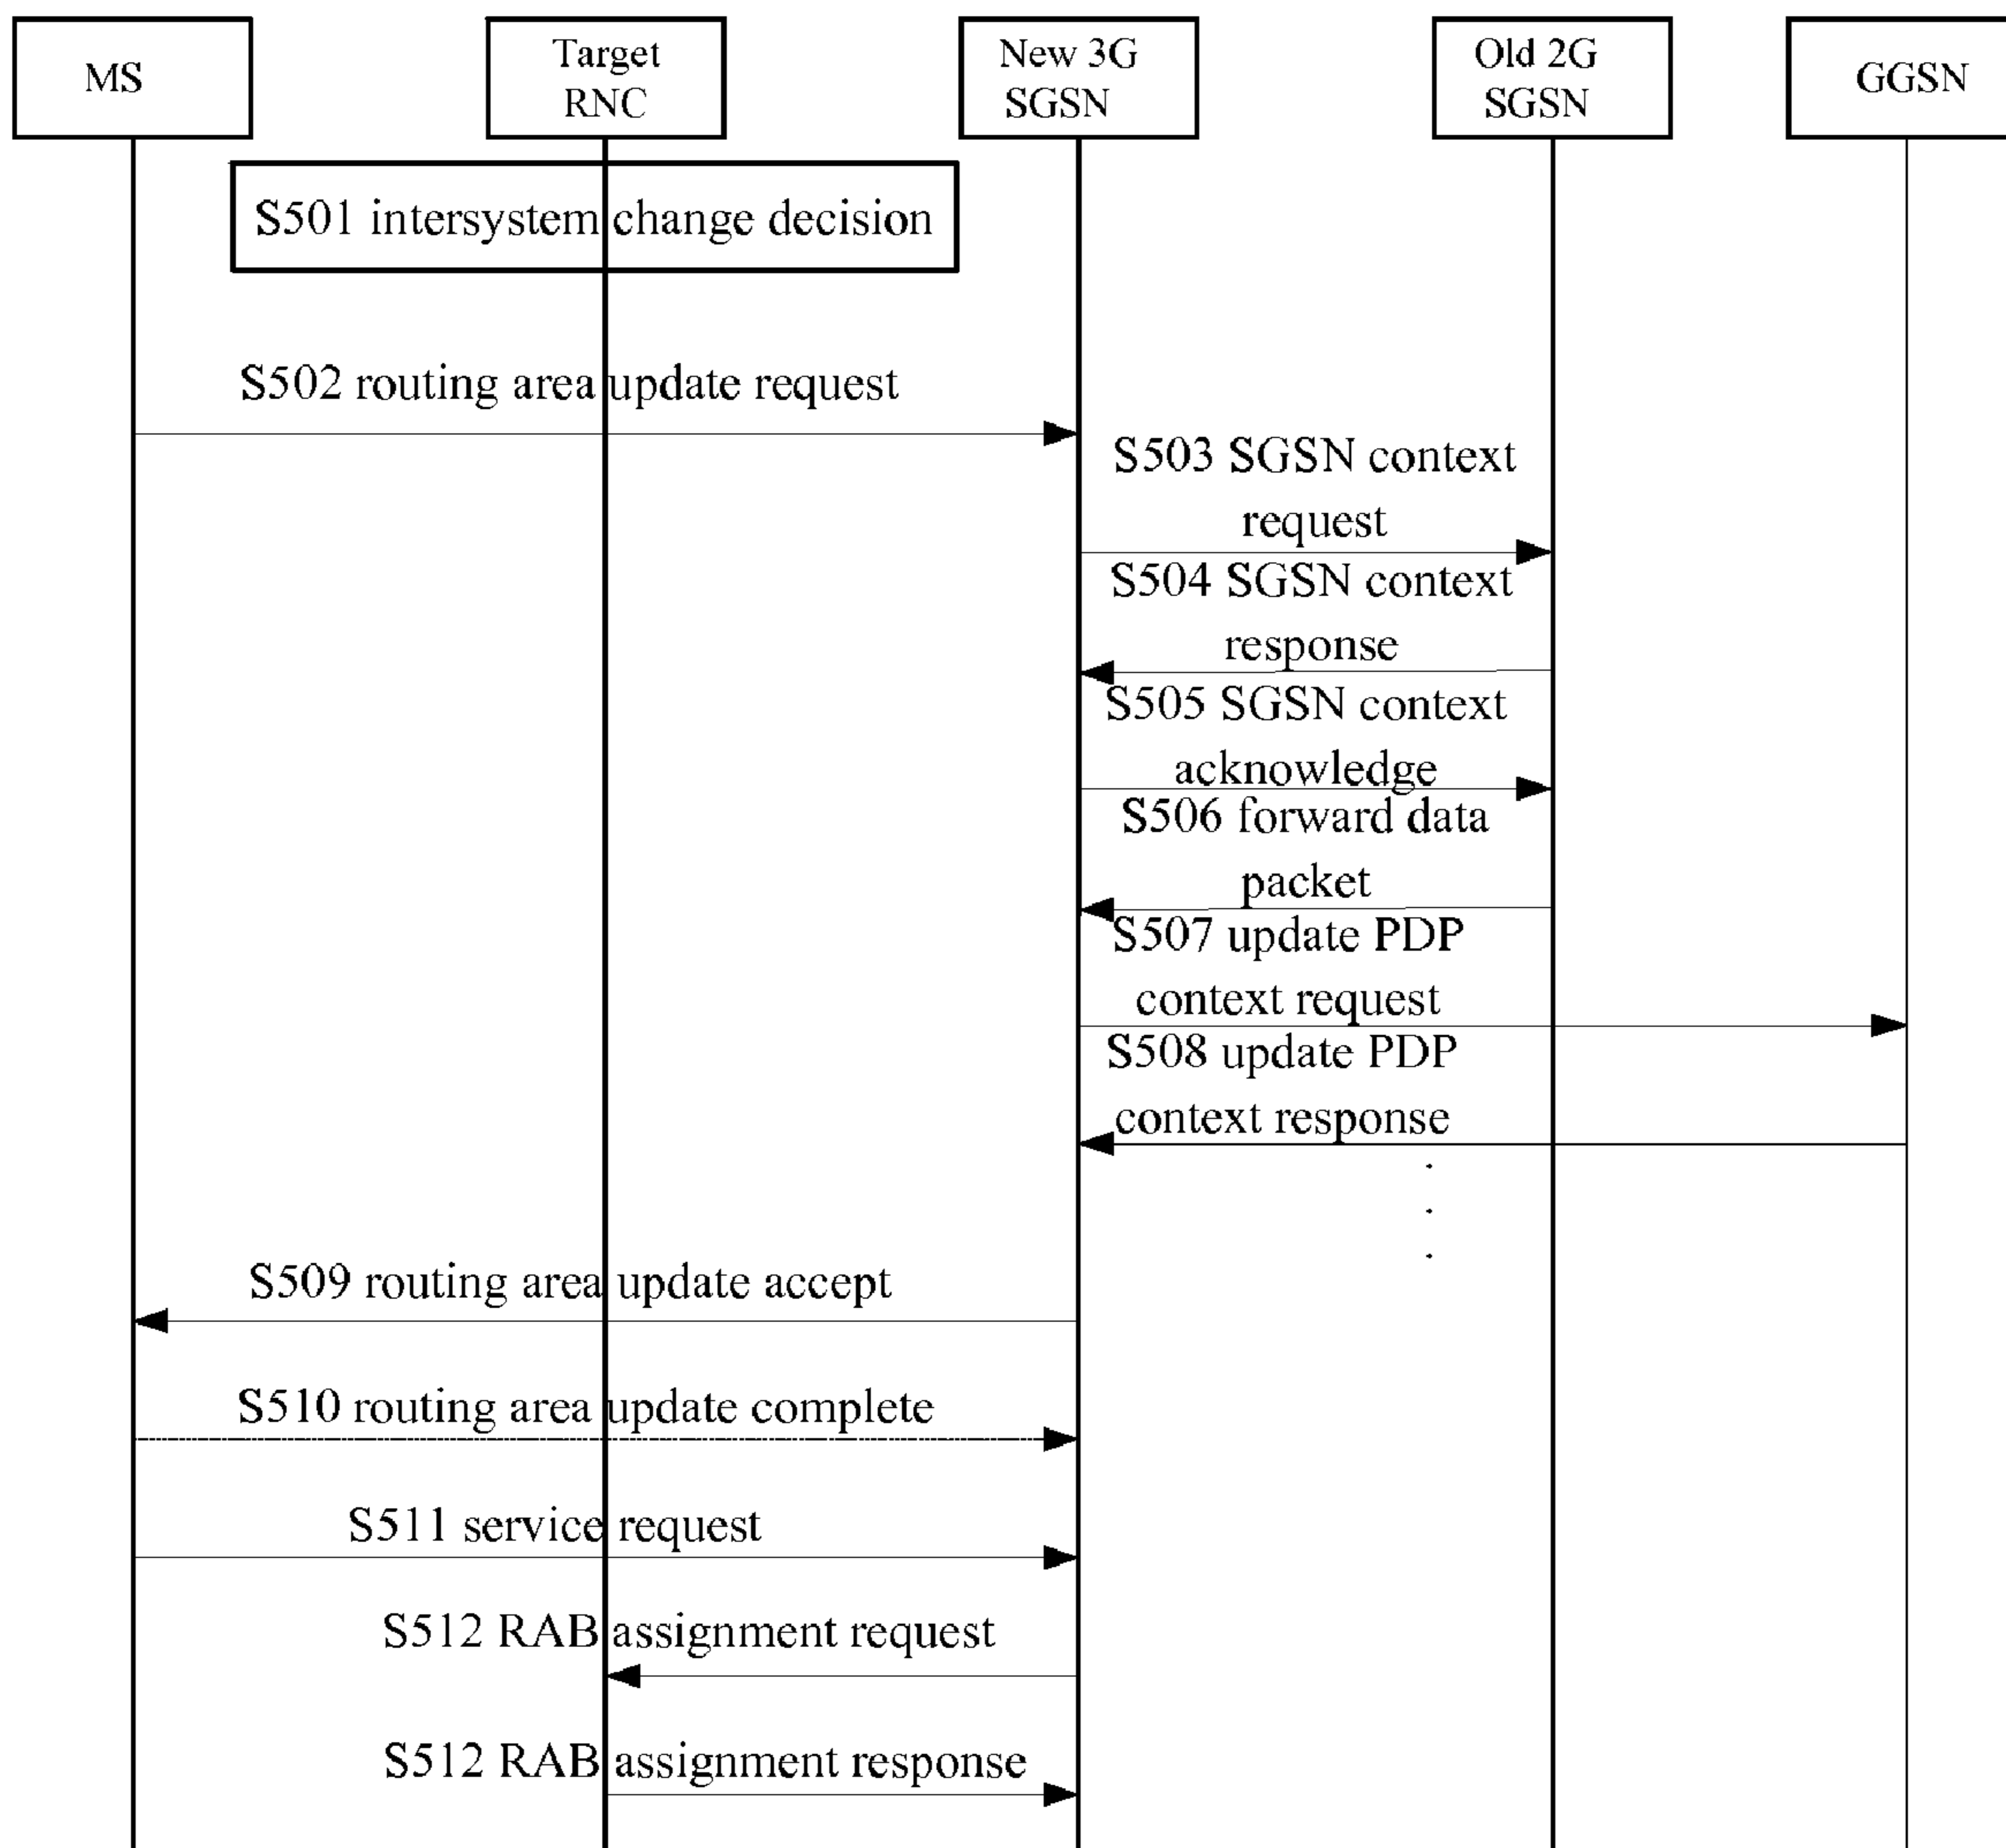 MS
Target
RNC
New 3G
SGSN
Old 2G
SGSN
GGSN
S501 intersystem change decision
S502 routing area update request
S503 SGSN context
request
S504 SGSN context
response
S505 SGSN context
acknowledge
S506 forward data
packet
S507 update PDP
context request
S508 update PDP
context response
S509 routing area update accept
S510 routing area update complete
S511 service request
S512 RAB assignment request
S512 RAB assignment response